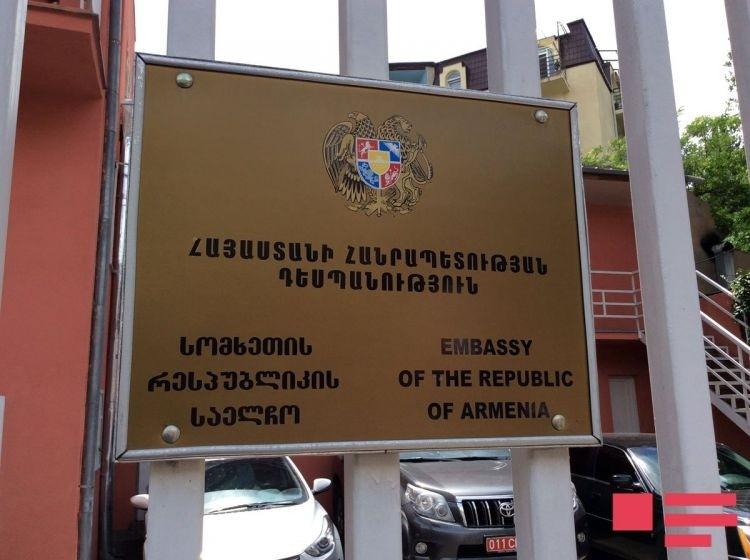 ՀԱՅԱՍՏԱՆԻ ՀԱՆՐԱՊԵՏՈՒԹՅԱՆ
ԴԵՍՊԱՆՈՒԹՅՈՒՆ
სომხეთის
რესპუბლიკის
საელჩო
EMBASSY
OF THE REPUBLIC
OF ARMENIA